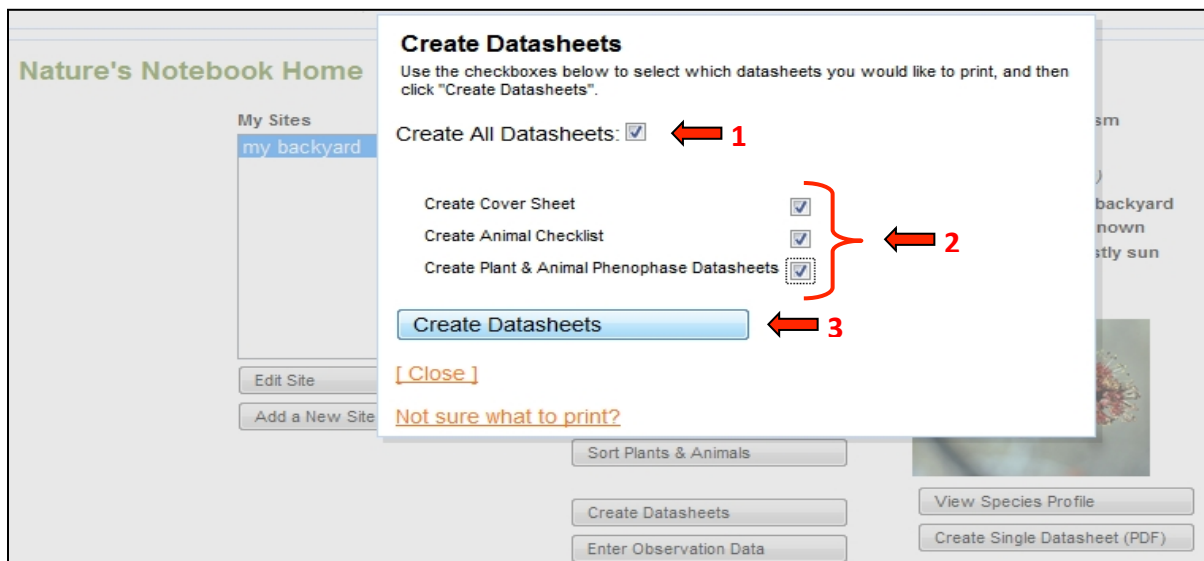 Create Datasheets
Use the checkboxes below to select which datasheets you would like to print, and then
click "Create Datasheets".
Create All Datasheets:
1
Create Cover Sheet
Create Animal Checklist
Create Plant & Animal Phenophase Datasheets
2
Create Datasheets
3
[ Close ]
Not sure what to print?
Nature's Notebook Home
My Sites
my backyard
Edit Site
Add a New Site
Sort Plants & Animals
Create Datasheets
Enter Observation Data
sm
)
backyard
nown
stly sun
View Species Profile
Create Single Datasheet (PDF)